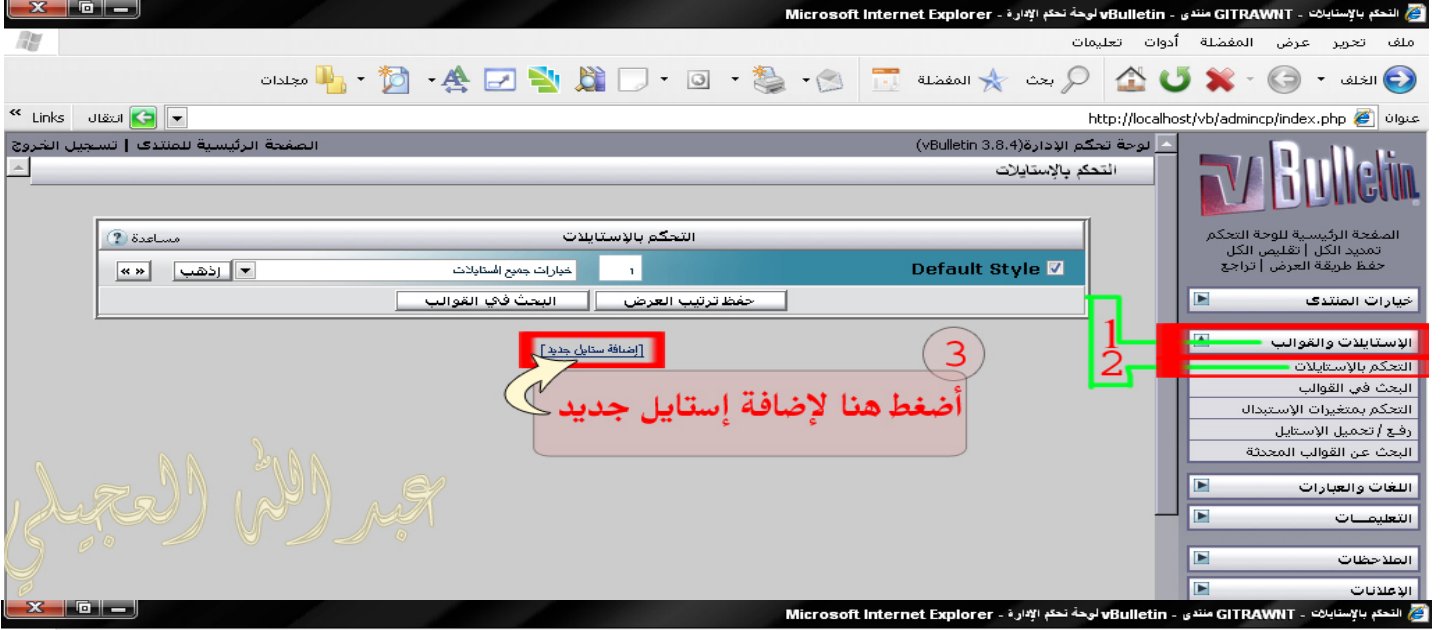 التحكم بالإستايلات - GITRAWNT منتدى - vBulletin لوحة تحكم الإدارة - Microsoft Internet Explorer
ملف تحرير عرض المفضلة أدوات تعليمات
الخلف بحث المفضلة مجلدات
عنوان http://localhost/vb/admincp/index.php انتقال Links »
لوحة تحكم الإدارة(vBulletin 3.8.4) الصفحة الرئيسية للمنتدى | تسجيل الخروج
التحكم بالإستايلات
vBulletin
الصفحة الرئيسية للوحة التحكم
تمديد الكل | تقليص الكل
حفظ طريقة العرض | تراجع
خيارات المنتدى
الإستايلات والقوالب
التحكم بالإستايلات
البحث في القوالب
التحكم بمتغيرات الإستبدال
رفع / تحميل الإستايل
البحث عن القوالب المحدثة
اللغات والعبارات
التعليمـــات
الملاحظات
الإعلانات
التحكم بالإستايلات مساعدة ?
Default Style 1 خيارات جميع الستايلات إذهب « »
حفظ ترتيب العرض البحث في القوالب
[إضافة ستايل جديد]
1
2
3
أضغط هنا لإضافة إستايل جديد
عبد الله العجيلي
التحكم بالإستايلات - GITRAWNT منتدى - vBulletin لوحة تحكم الإدارة - Microsoft Internet Explorer